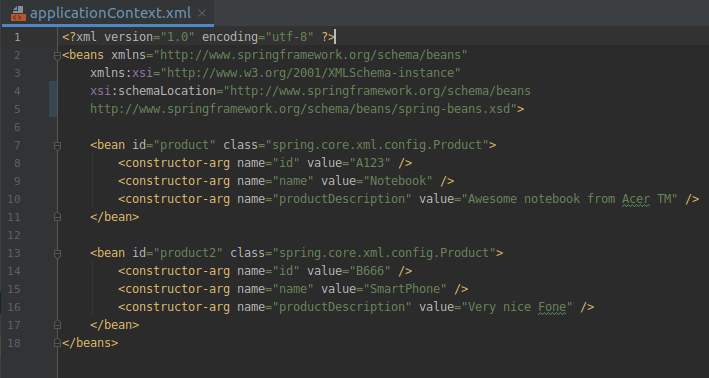 applicationContext.xml
1 <?xml version="1.0" encoding="utf-8" ?>
2 <beans xmlns="http://www.springframework.org/schema/beans"
3 xmlns:xsi="http://www.w3.org/2001/XMLSchema-instance"
4 xsi:schemaLocation="http://www.springframework.org/schema/beans
5 http://www.springframework.org/schema/beans/spring-beans.xsd">
6
7 <bean id="product" class="spring.core.xml.config.Product">
8 <constructor-arg name="id" value="A123" />
9 <constructor-arg name="name" value="Notebook" />
10 <constructor-arg name="productDescription" value="Awesome notebook from Acer TM" />
11 </bean>
12
13 <bean id="product2" class="spring.core.xml.config.Product">
14 <constructor-arg name="id" value="B666" />
15 <constructor-arg name="name" value="SmartPhone" />
16 <constructor-arg name="productDescription" value="Very nice Fone" />
17 </bean>
18 </beans>